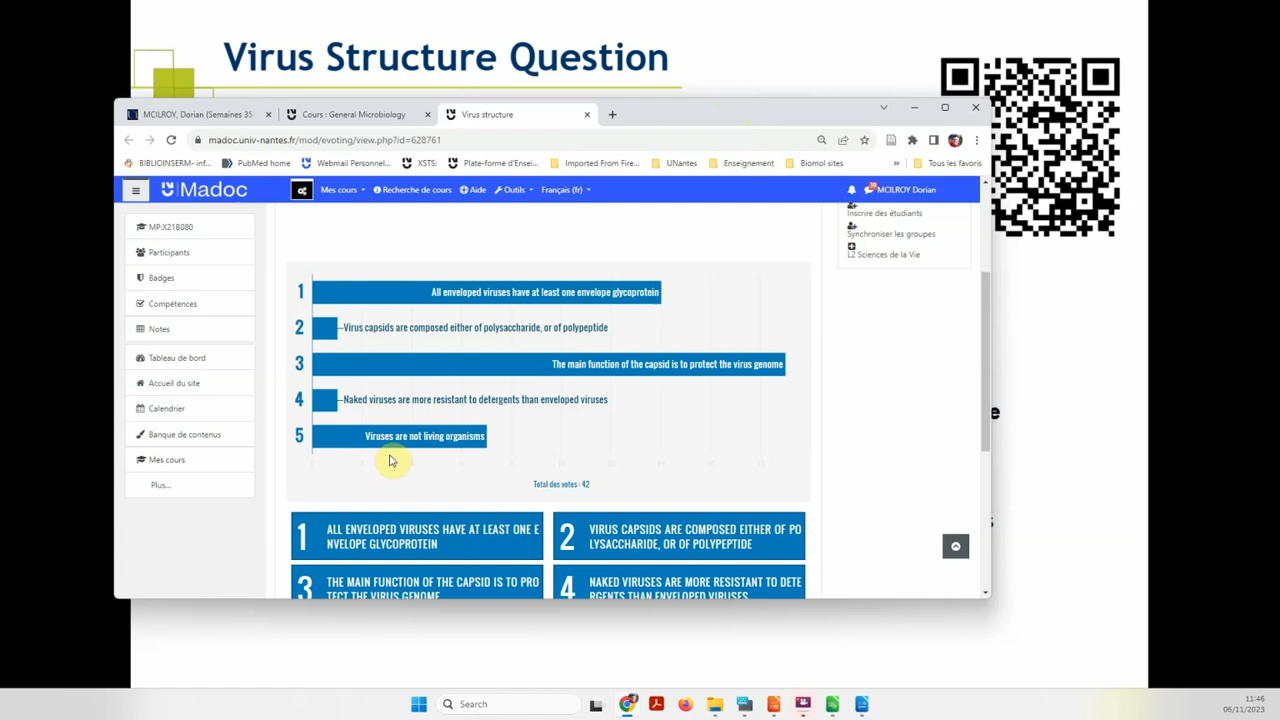 Virus Structure Question
MCILROY, Dorian (Semaines 35-
Cours : General Microbiology
Virus structure
madoc.univ-nantes.fr/mod/evoting/view.php?id=628761
BIBLIOINSERM- inf...
PubMed home
Webmail Personnel...
XSTS:
Plate-forme d'Ensei...
Imported From Fire...
UNantes
Enseignement
Biomol sites
»
Tous les favoris
Madoc
Mes cours
Recherche de cours
Aide
Outils
Français (fr)
MCILROY Dorian
MP:X21B080
Participants
Badges
Compétences
Notes
Tableau de bord
Accueil du site
Calendrier
Banque de contenus
Mes cours
Plus...
Inscrire des étudiants
Synchroniser les groupes
L2 Sciences de la Vie
1 All enveloped viruses have at least one envelope glycoprotein
2 Virus capsids are composed either of polysaccharide, or of polypeptide
3 The main function of the capsid is to protect the virus genome
4 Naked viruses are more resistant to detergents than enveloped viruses
5 Viruses are not living organisms
Total des votes : 42
1 ALL ENVELOPED VIRUSES HAVE AT LEAST ONE E
NVELOPE GLYCOPROTEIN
2 VIRUS CAPSIDS ARE COMPOSED EITHER OF PO
LYSACCHARIDE, OR OF POLYPEPTIDE
3 THE MAIN FUNCTION OF THE CAPSID IS TO PRO
TECT THE VIRUS GENOME
4 NAKED VIRUSES ARE MORE RESISTANT TO DETE
RGENTS THAN ENVELOPED VIRUSES
e
s
Search
11:46
06/11/2023